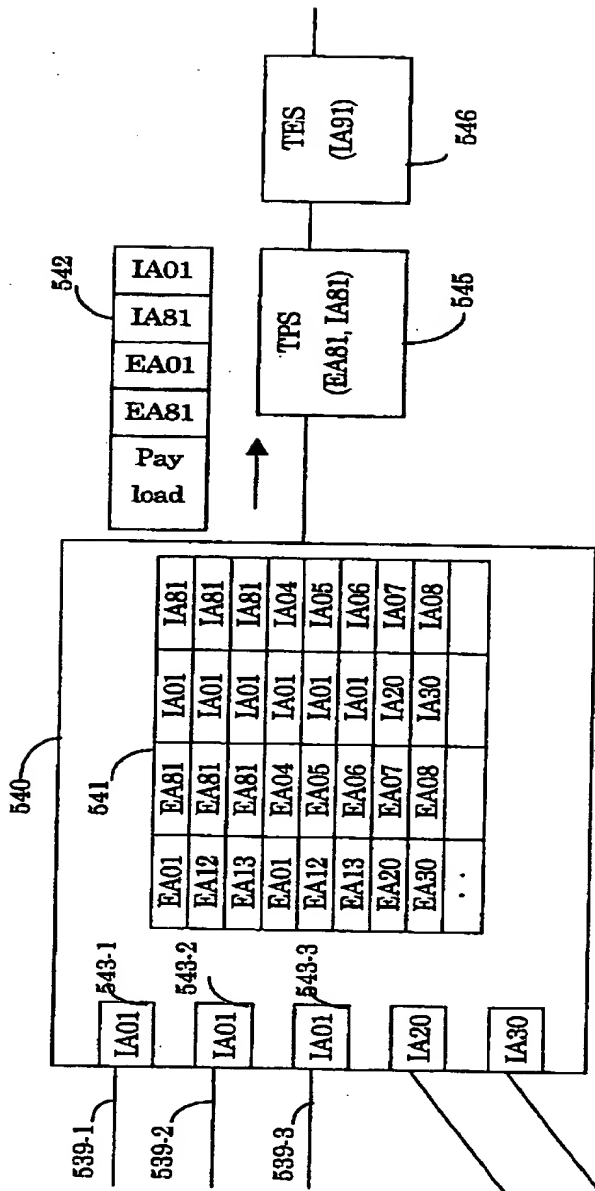 540
541
539-1
539-2
539-3
543-1
543-2
543-3
IA01
IA01
IA01
IA20
IA30
EA01 EA81 IA01 IA81
EA12 EA81 IA01 IA81
EA13 EA81 IA01 IA81
EA01 EA04 IA01 IA04
EA12 EA05 IA01 IA05
EA13 EA06 IA01 IA06
EA20 EA07 IA20 IA07
EA30 EA08 IA30 IA08
. .
542
Pay
load
EA81 EA01 IA81 IA01
TPS
(EA81, IA81)
545
TES
(IA91)
546